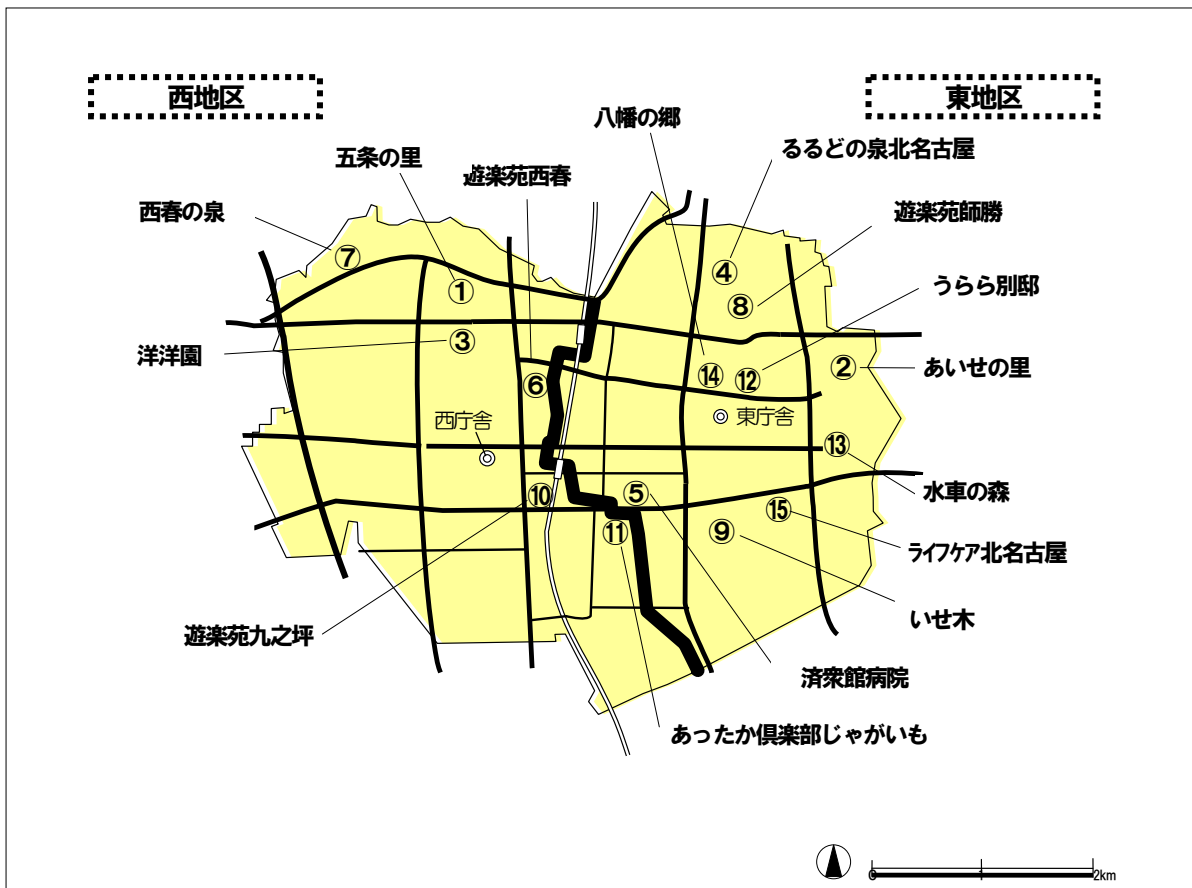 西地区
東地区
八幡の郷
るるどの泉北名古屋
五条の里
遊楽苑西春
西春の泉
遊楽苑師勝
⑦
④
①
⑧
うらら別邸
洋洋園
③
⑥
⑭
⑫
②
あいせの里
西庁舎
東庁舎
⑬
⑩
⑤
水車の森
⑮
⑪
⑨
ライフケア北名古屋
遊楽苑九之坪
いせ木
済衆館病院
あったか倶楽部じゃがいも
0 1 2km